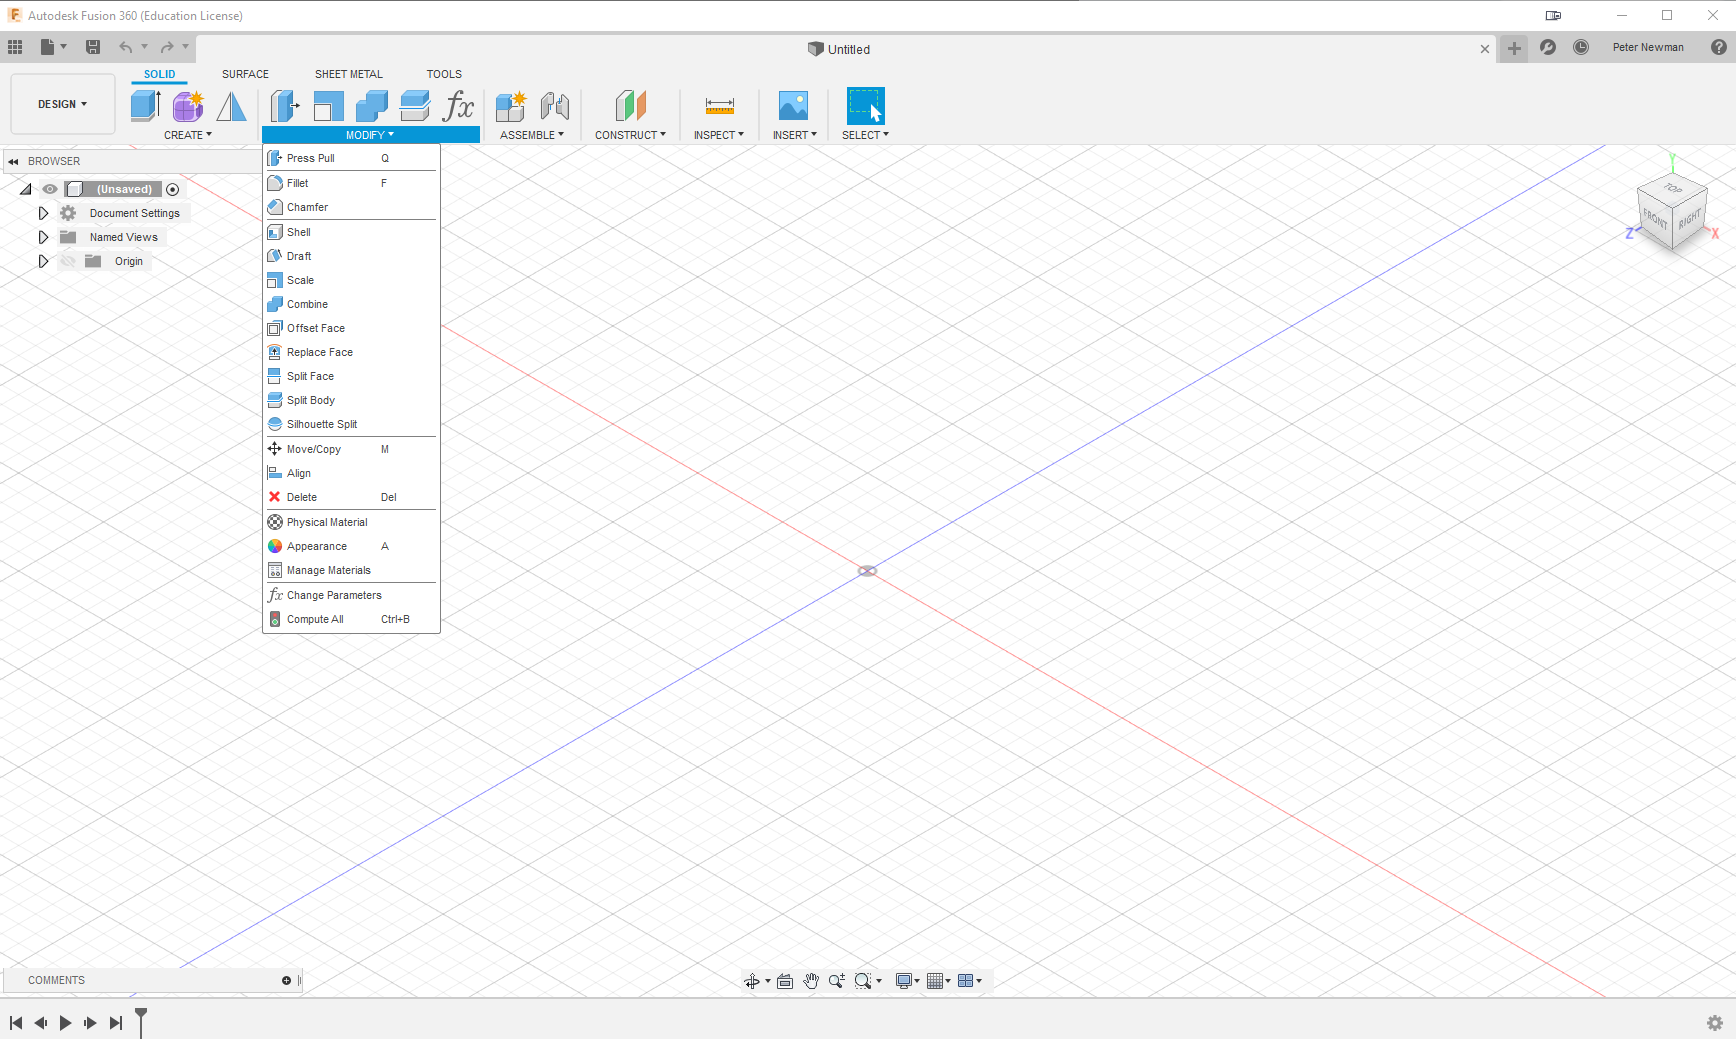 Autodesk Fusion 360 (Education License)
Untitled
Peter Newman
SOLID SURFACE SHEET METAL TOOLS
DESIGN
CREATE MODIFY ASSEMBLE CONSTRUCT INSPECT INSERT SELECT
BROWSER
(Unsaved)
Document Settings
Named Views
Origin
Press Pull Q
Fillet F
Chamfer
Shell
Draft
Scale
Combine
Offset Face
Replace Face
Split Face
Split Body
Silhouette Split
Move/Copy M
Align
Delete Del
Physical Material
Appearance A
Manage Materials
Change Parameters
Compute All Ctrl+B
Y
TOP
FRONT RIGHT
Z X
COMMENTS